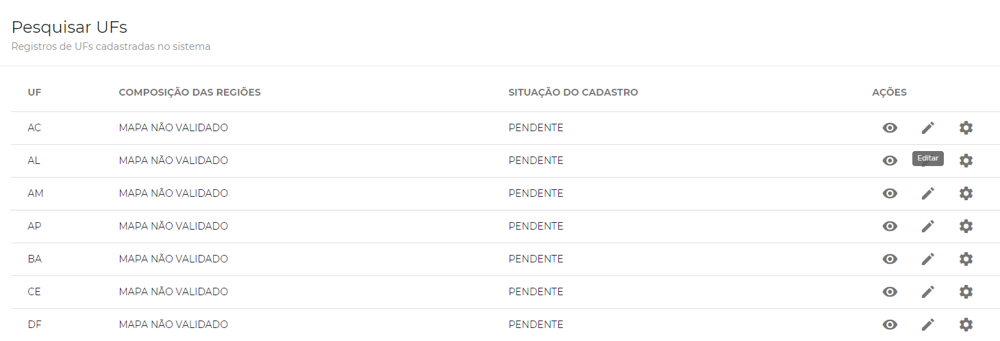 Pesquisar UFs
Registros de UFs cadastradas no sistema
UF COMPOSIÇÃO DAS REGIÕES SITUAÇÃO DO CADASTRO AÇÕES
AC MAPA NÃO VALIDADO PENDENTE
AL MAPA NÃO VALIDADO PENDENTE Editar
AM MAPA NÃO VALIDADO PENDENTE
AP MAPA NÃO VALIDADO PENDENTE
BA MAPA NÃO VALIDADO PENDENTE
CE MAPA NÃO VALIDADO PENDENTE
DF MAPA NÃO VALIDADO PENDENTE